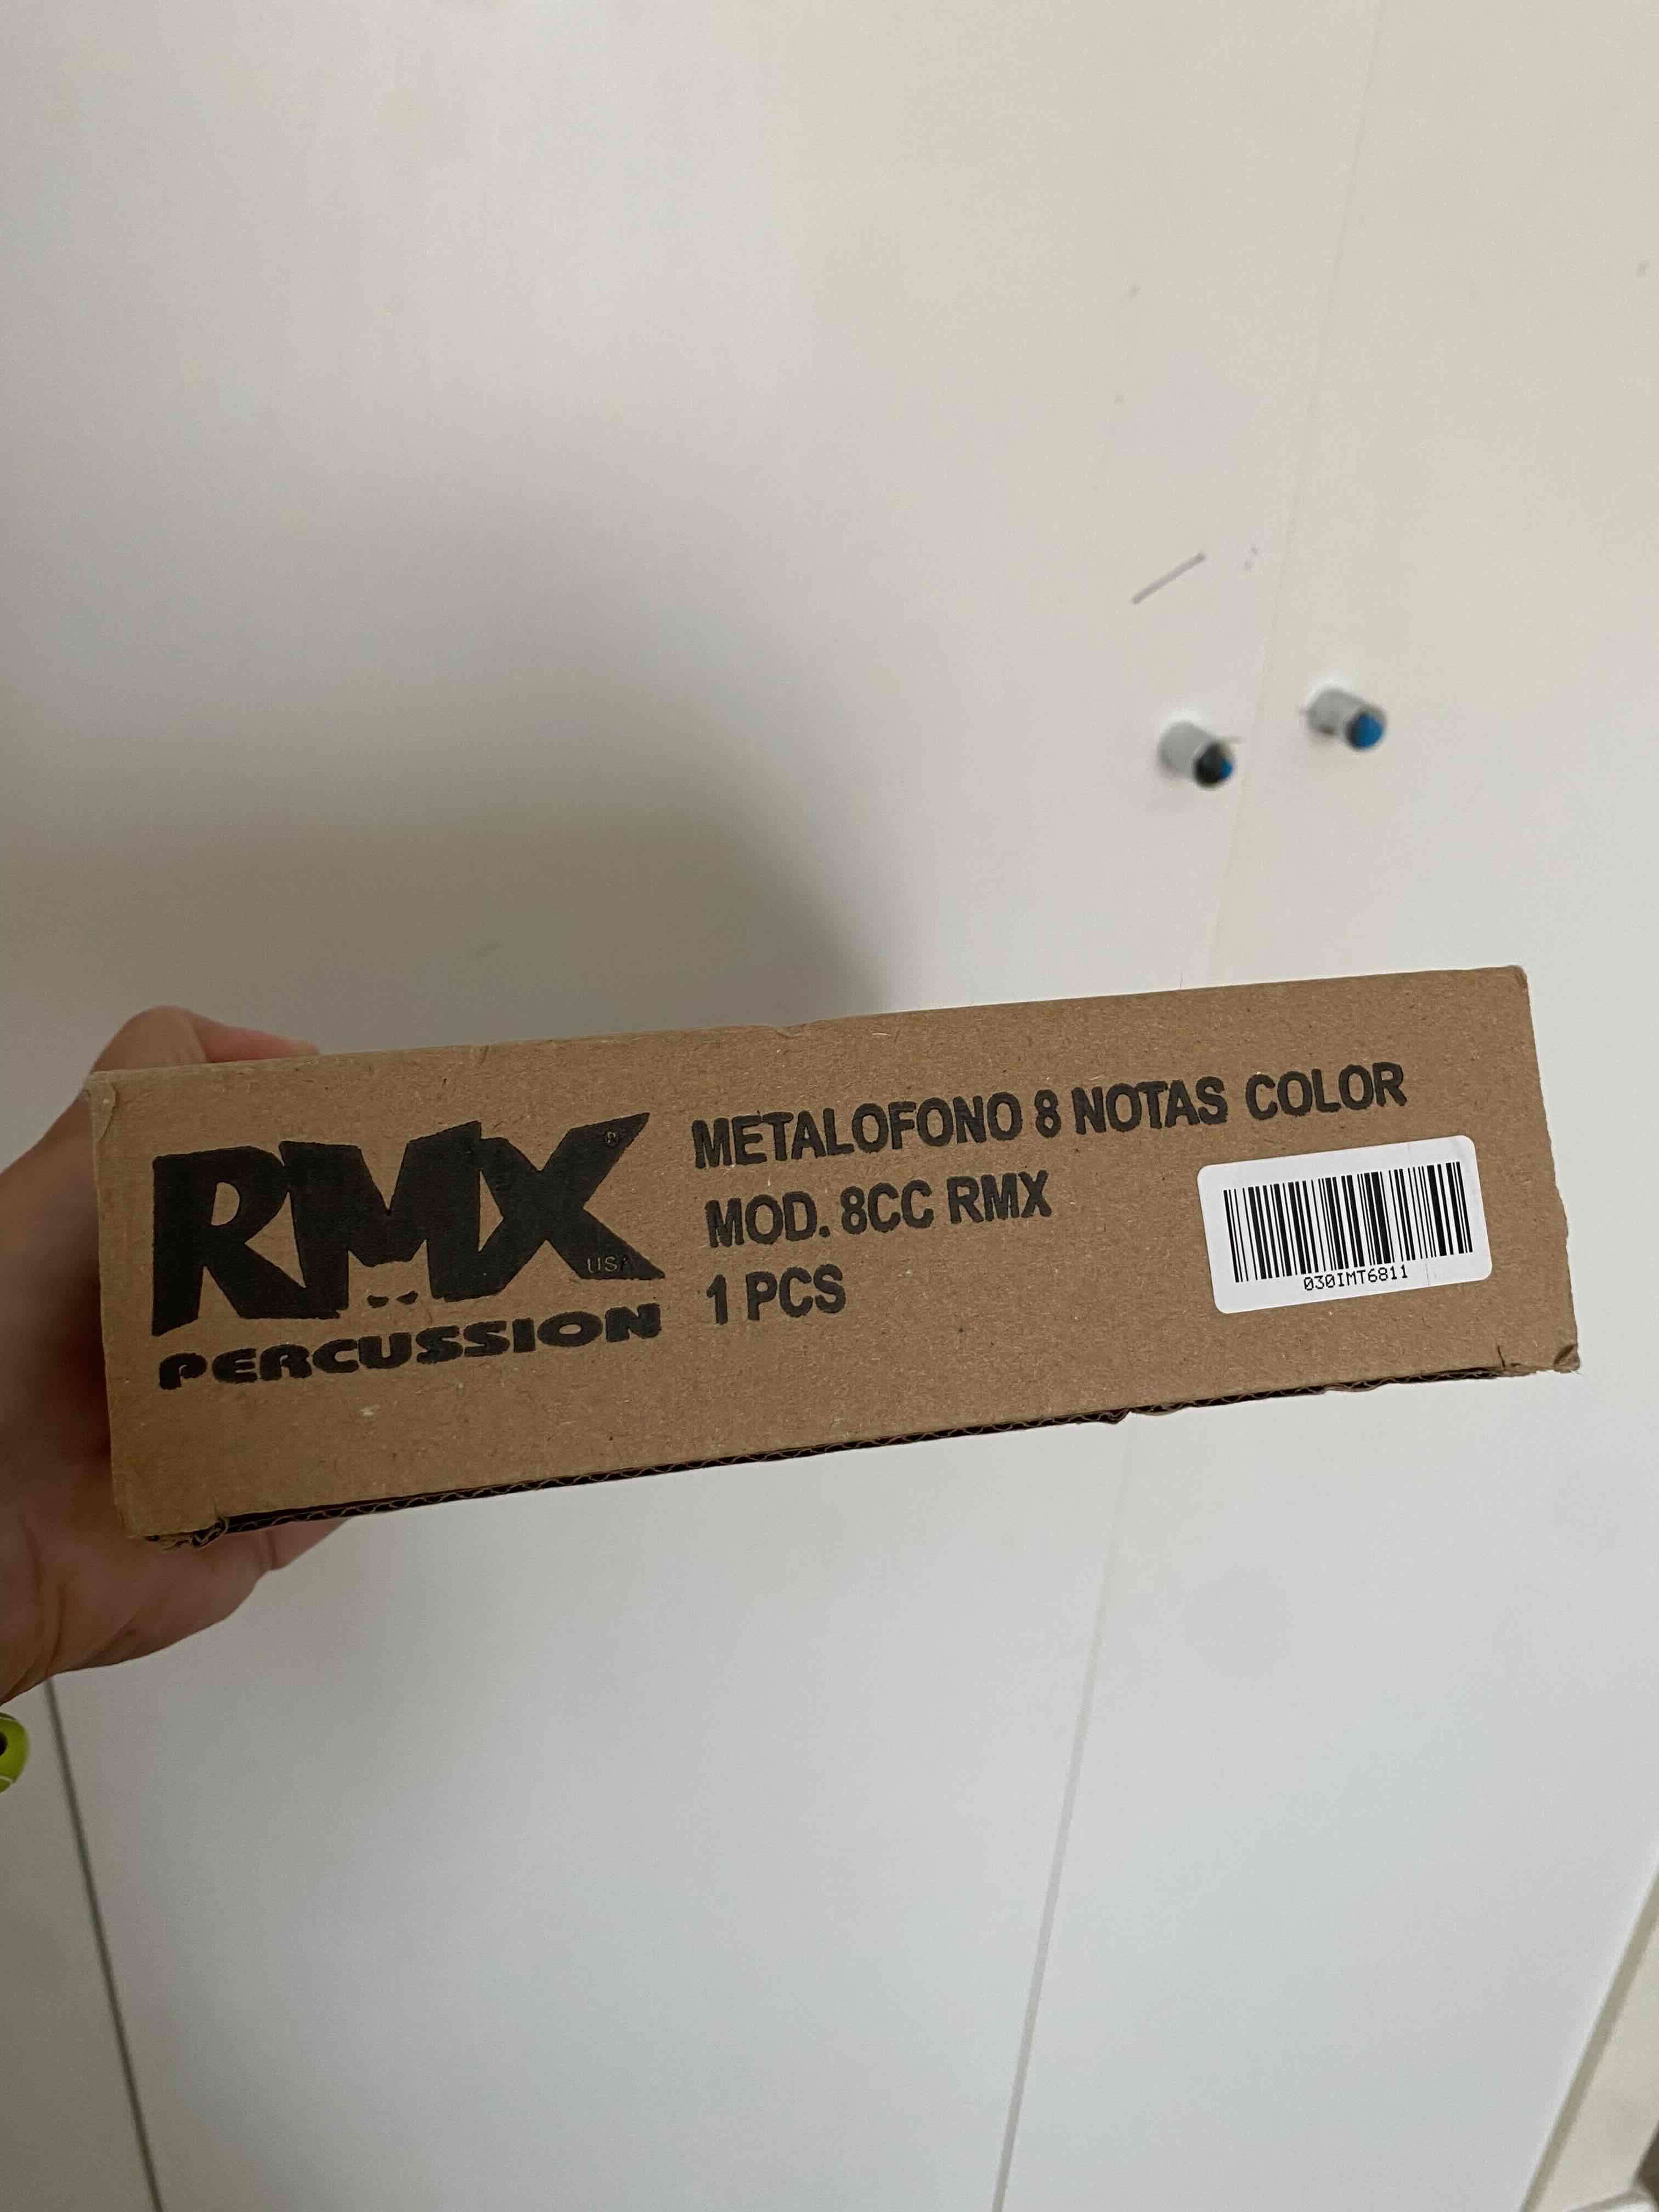 RMX®
USA
PERCUSSION
METALOFONO 8 NOTAS COLOR
MOD. 8CC RMX
1 PCS
030IMT6811